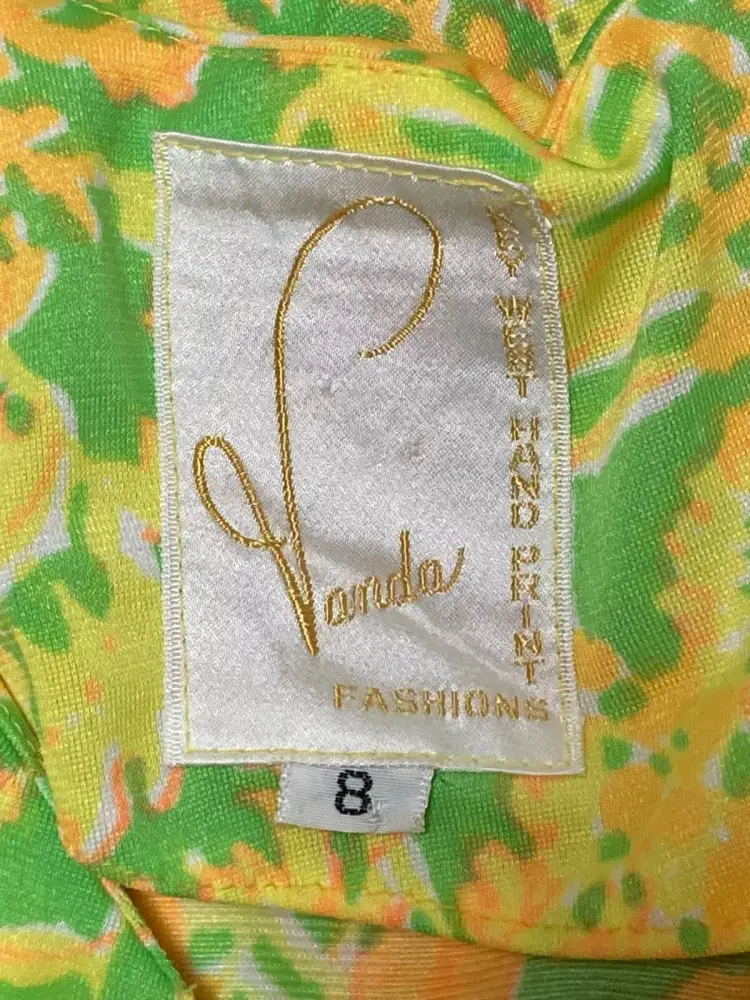 Vanda
KEY WEST HAND PRINT
FASHIONS
8